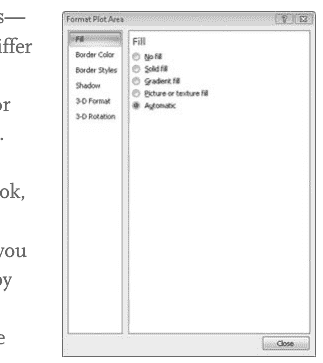 s—
iffer
or
.
ok,
you
by
e
Format Plot Area
Fill
Border Color
Border Styles
Shadow
3-D Format
3-D Rotation
Fill
No fill
Solid fill
Gradient fill
Picture or texture fill
Automatic
Close